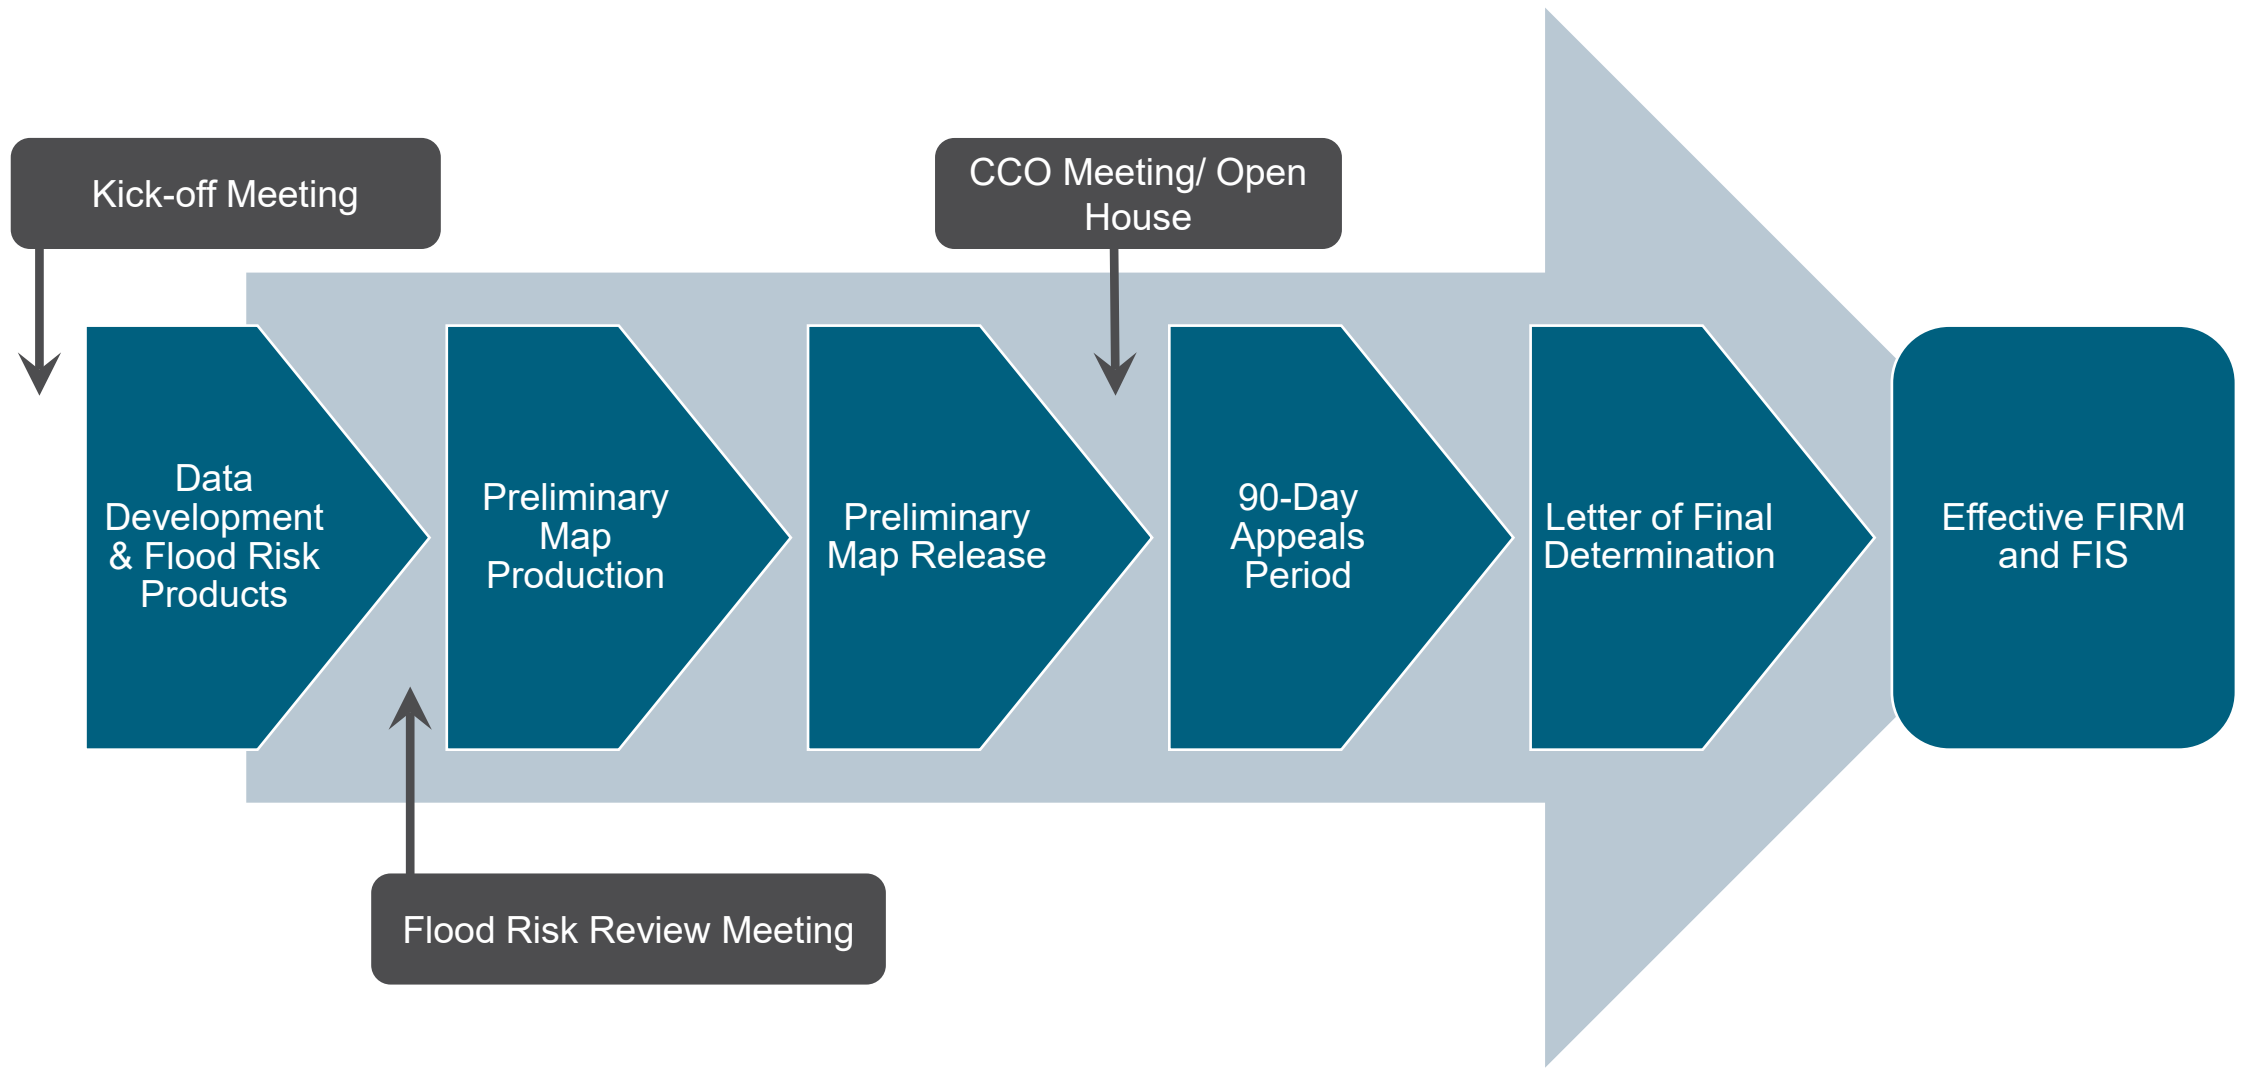 Kick-off Meeting
CCO Meeting/ Open
House
Data
Development
& Flood Risk
Products
Preliminary
Map
Production
Preliminary
Map Release
90-Day
Appeals
Period
Letter of Final
Determination
Effective FIRM
and FIS
Flood Risk Review Meeting